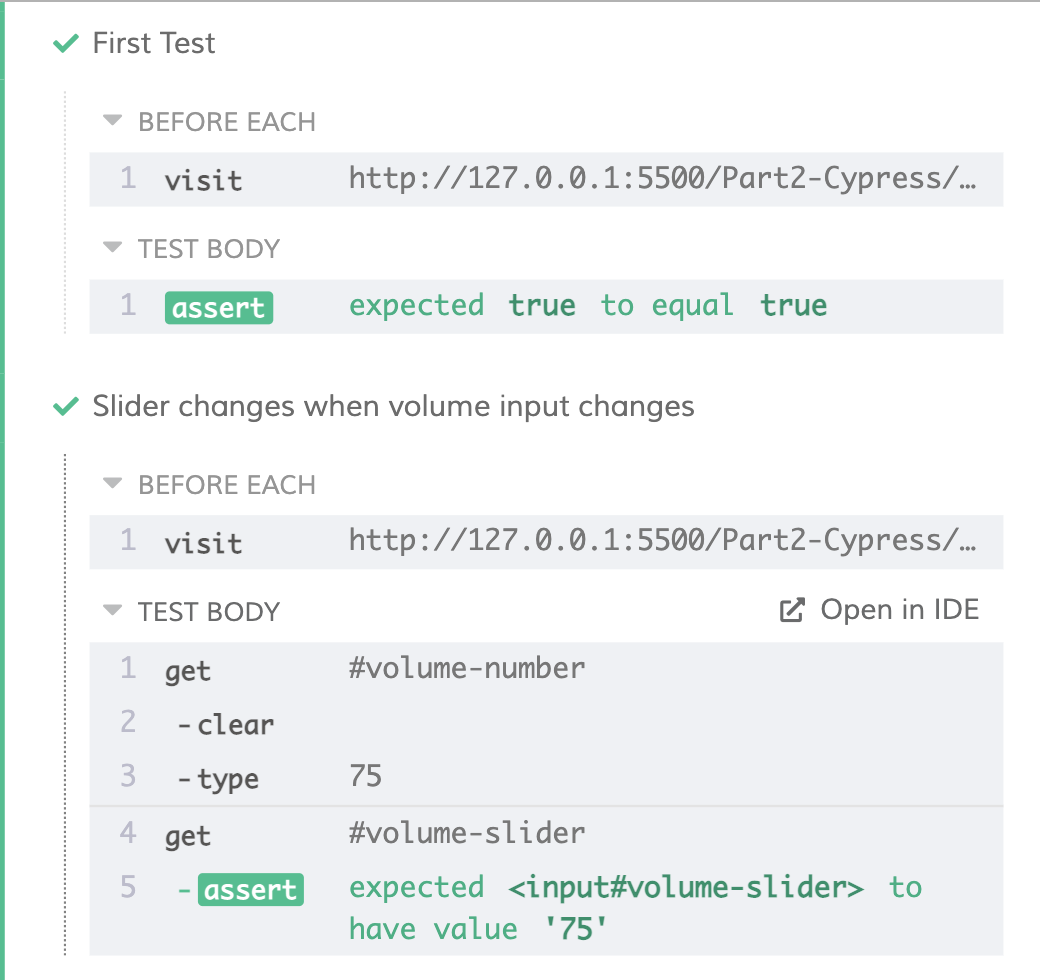 First Test
BEFORE EACH
1 visit http://127.0.0.1:5500/Part2-Cypress/…
TEST BODY
1 assert expected true to equal true
Slider changes when volume input changes
BEFORE EACH
1 visit http://127.0.0.1:5500/Part2-Cypress/…
TEST BODY Open in IDE
1 get #volume-number
2 -clear
3 -type 75
4 get #volume-slider
5 -assert expected <input#volume-slider> to
have value '75'